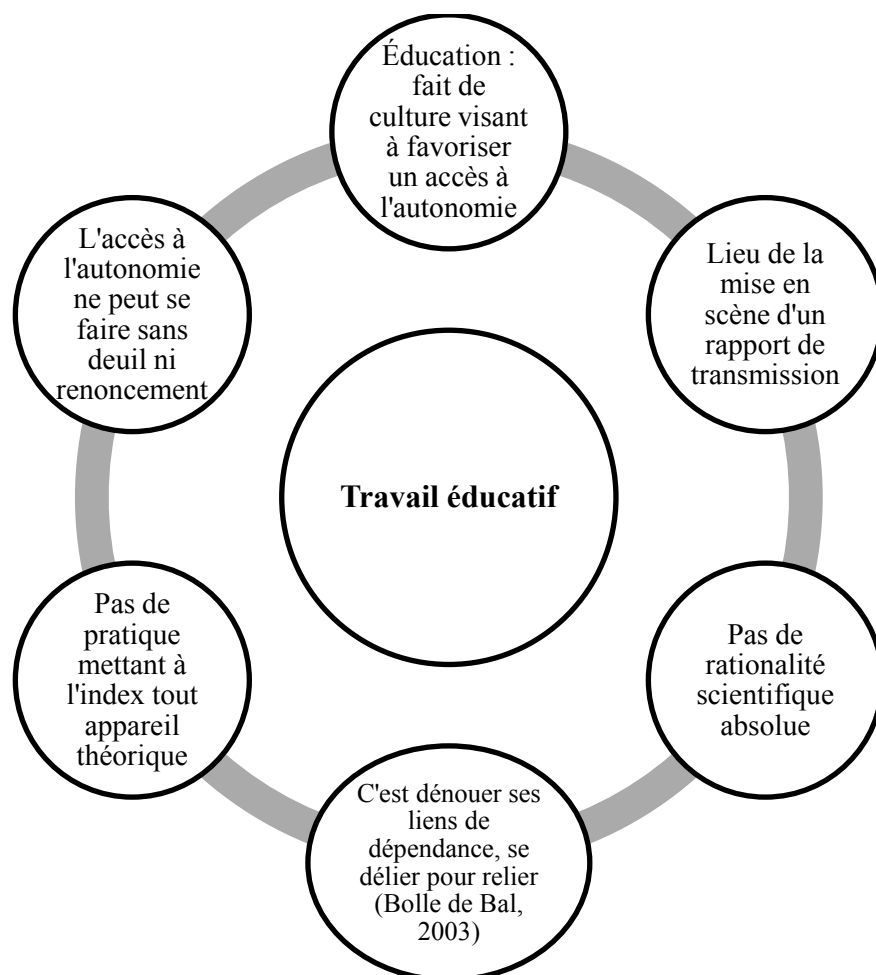 Éducation :
fait de
culture visant
à favoriser
un accès à
l'autonomie
Lieu de la
mise en
scène d'un
rapport de
transmission
Pas de
rationalité
scientifique
absolue
C'est dénouer ses
liens de
dépendance, se
délier pour relier
(Bolle de Bal,
2003)
Pas de
pratique
mettant à
l'index tout
appareil
théorique
L'accès à
l'autonomie
ne peut se
faire sans
deuil ni
renoncement
Travail éducatif